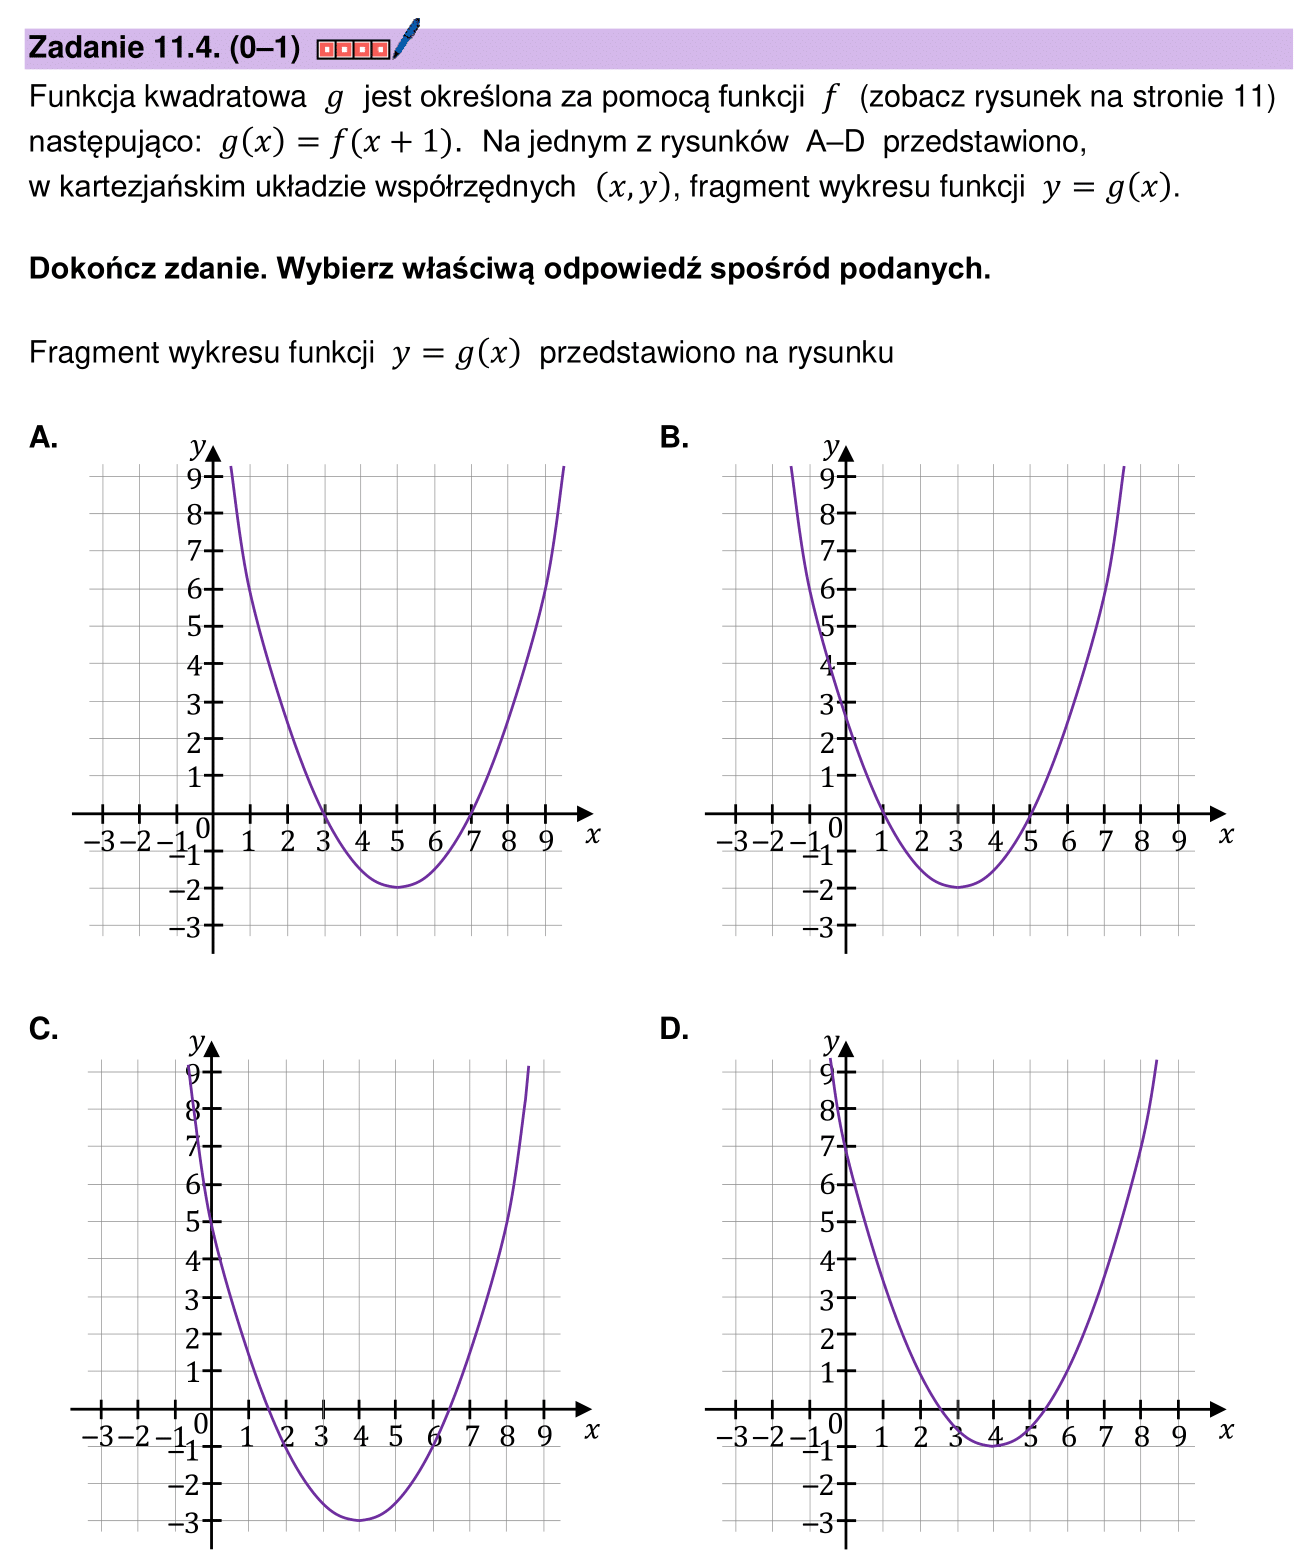 Zadanie 11.4. (0–1)
Funkcja kwadratowa g jest określona za pomocą funkcji f (zobacz rysunek na stronie 11)
następująco: g(x) = f(x + 1). Na jednym z rysunków A–D przedstawiono,
w kartezjańskim układzie współrzędnych (x, y), fragment wykresu funkcji y = g(x).
Dokończ zdanie. Wybierz właściwą odpowiedź spośród podanych.
Fragment wykresu funkcji y = g(x) przedstawiono na rysunku
A.
y
9
8
7
6
5
4
3
2
1
0
−3 −2 −1 1 2 3 4 5 6 7 8 9 x
−1
−2
−3
B.
y
9
8
7
6
5
4
3
2
1
0
−3 −2 −1 1 2 3 4 5 6 7 8 9 x
−1
−2
−3
C.
y
9
8
7
6
5
4
3
2
1
0
−3 −2 −1 1 2 3 4 5 6 7 8 9 x
−1
−2
−3
D.
y
9
8
7
6
5
4
3
2
1
0
−3 −2 −1 1 2 3 4 5 6 7 8 9 x
−1
−2
−3